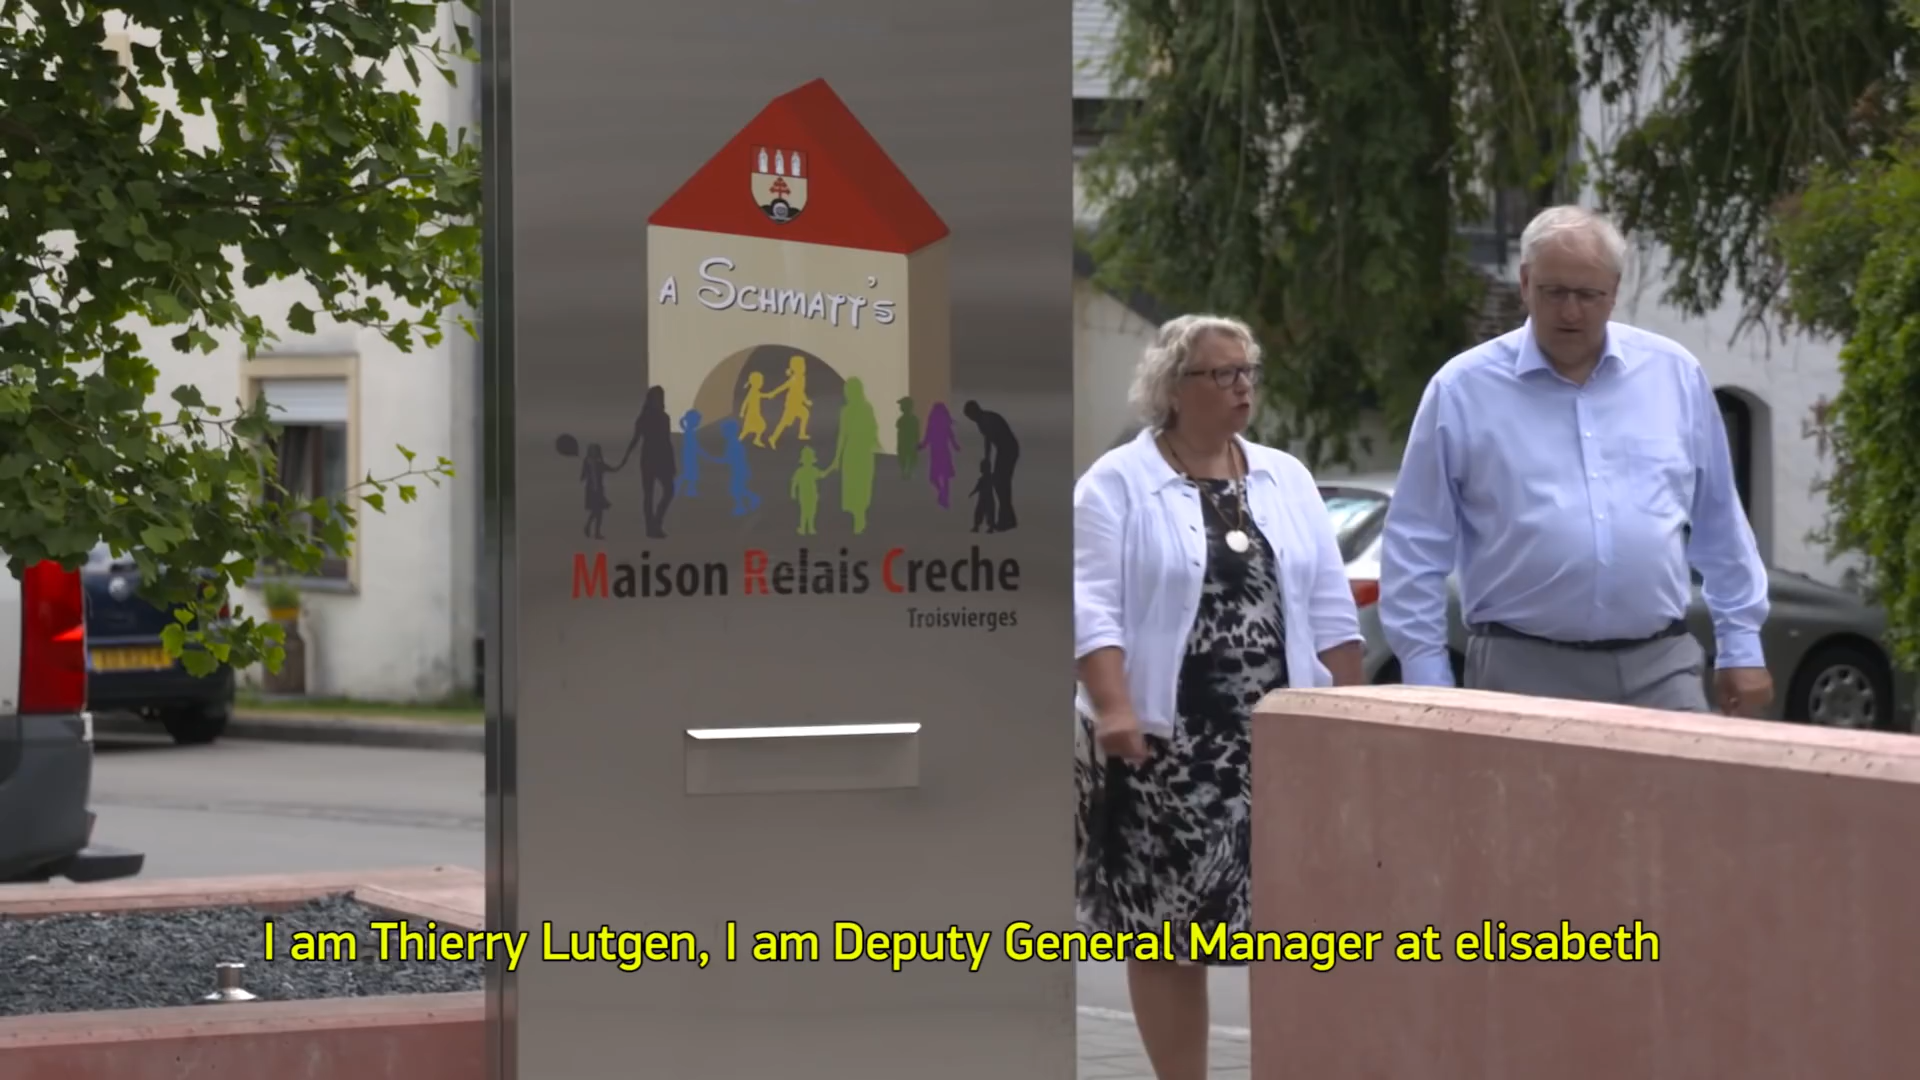 A SCHMATT'S
Maison Relais Creche
Troisvierges
I am Thierry Lutgen, I am Deputy General Manager at elisabeth